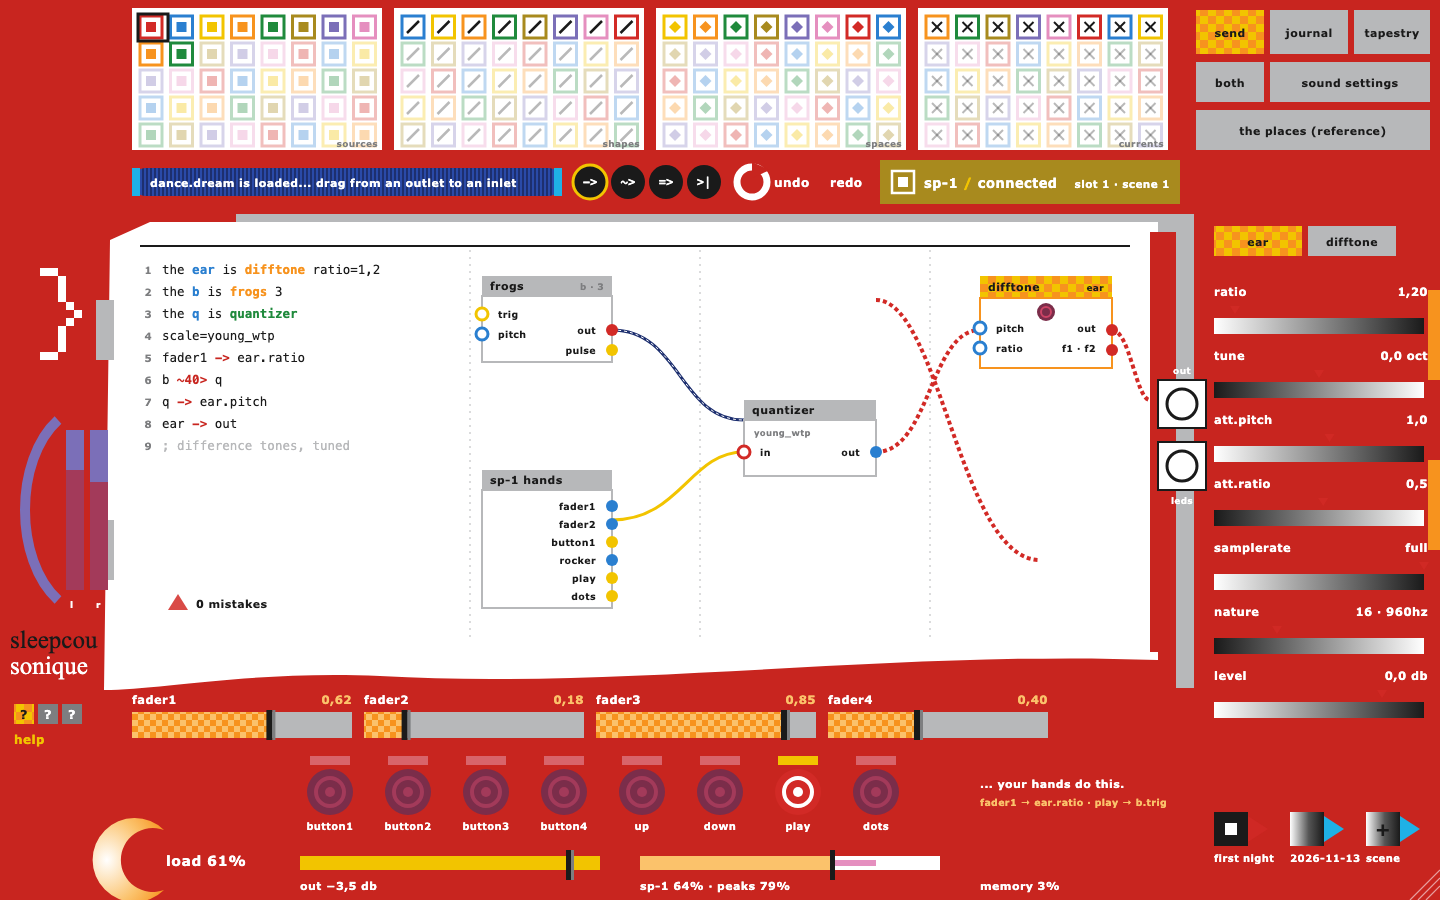 sources
shapes
spaces
currents
send
journal
tapestry
both
sound settings
the places (reference)
dance.dream is loaded... drag from an outlet to an inlet
->
~>
=>
>|
undo
redo
sp-1 / connected
slot 1 · scene 1
1 the ear is difftone ratio=1,2
2 the b is frogs 3
3 the q is quantizer
4 scale=young_wtp
5 fader1 -> ear.ratio
6 b ~40> q
7 q -> ear.pitch
8 ear -> out
9 ; difference tones, tuned
0 mistakes
frogs b · 3
trig
pitch
out
pulse
sp-1 hands
fader1
fader2
button1
rocker
play
dots
quantizer
young_wtp
in out
difftone ear
pitch out
ratio f1 · f2
out
leds
ear
difftone
ratio 1,20
tune 0,0 oct
att.pitch 1,0
att.ratio 0,5
samplerate full
nature 16 · 960hz
level 0,0 db
l r
sleepcou
sonique
? ? ?
help
fader1 0,62
fader2 0,18
fader3 0,85
fader4 0,40
button1
button2
button3
button4
up
down
play
dots
... your hands do this.
fader1 → ear.ratio · play → b.trig
load 61%
out −3,5 db
sp-1 64% · peaks 79%
memory 3%
first night
2026-11-13
+
scene